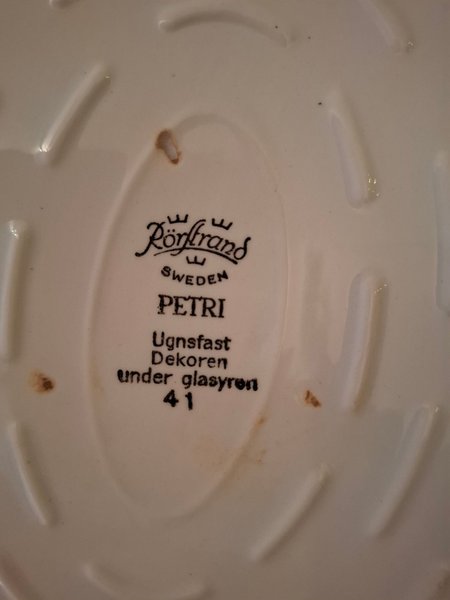 Rörstrand
SWEDEN
PETRI
Ugnsfast
Dekoren
under glasyren
41